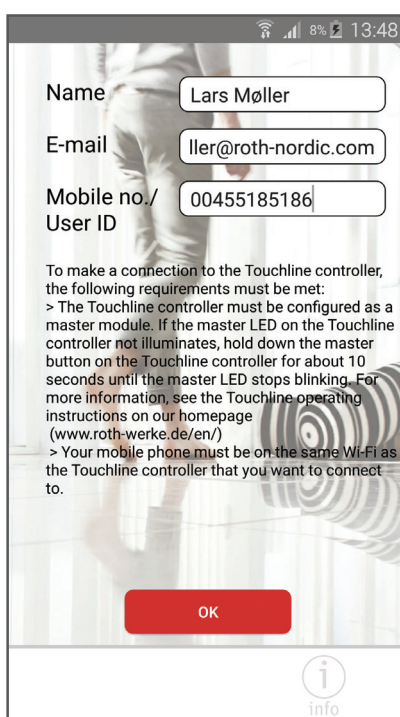 8% 13:48
Name Lars Møller
E-mail ller@roth-nordic.com
Mobile no./ 00455185186
User ID
To make a connection to the Touchline controller,
the following requirements must be met:
> The Touchline controller must be configured as a
master module. If the master LED on the Touchline
controller not illuminates, hold down the master
button on the Touchline controller for about 10
seconds until the master LED stops blinking. For
more information, see the Touchline operating
instructions on our homepage
(www.roth-werke.de/en/)
> Your mobile phone must be on the same Wi-Fi as
the Touchline controller that you want to connect
to.
OK
info